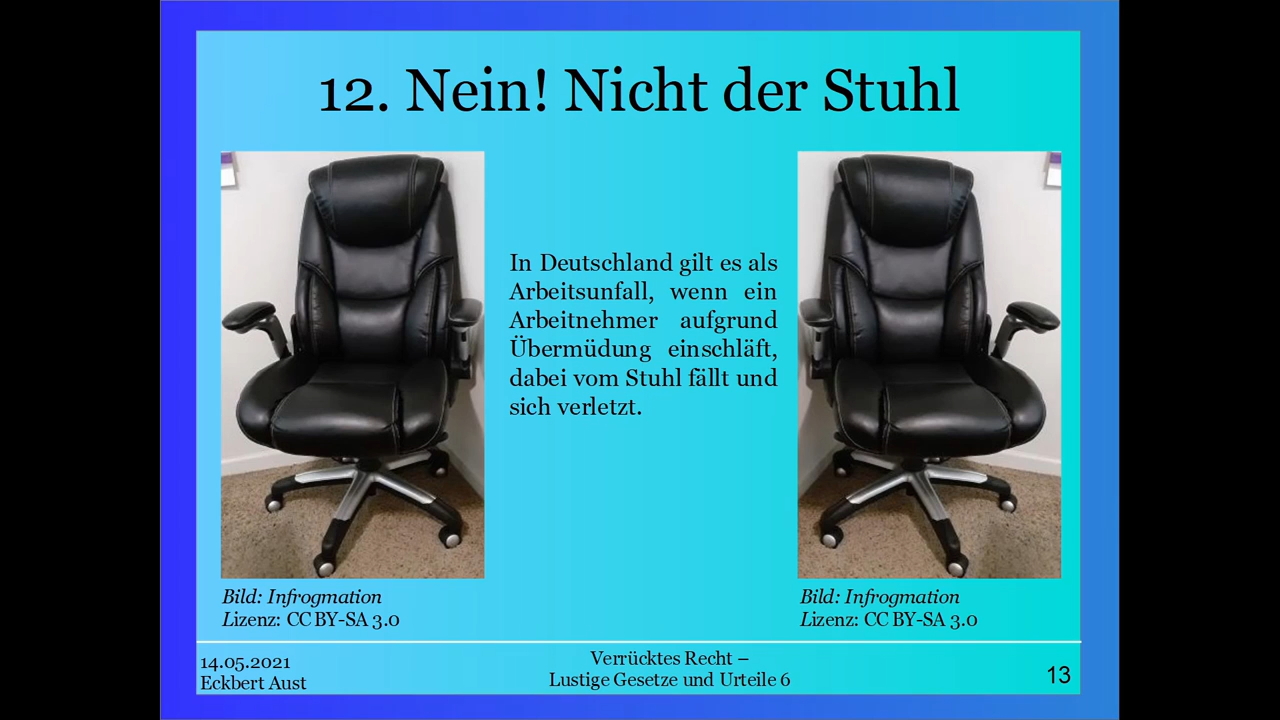 12. Nein! Nicht der Stuhl
In Deutschland gilt es als
Arbeitsunfall, wenn ein
Arbeitnehmer aufgrund
Übermüdung einschläft,
dabei vom Stuhl fällt und
sich verletzt.
Bild: Infrogmation
Lizenz: CC BY-SA 3.0
Bild: Infrogmation
Lizenz: CC BY-SA 3.0
14.05.2021
Eckbert Aust
Verrücktes Recht –
Lustige Gesetze und Urteile 6
13